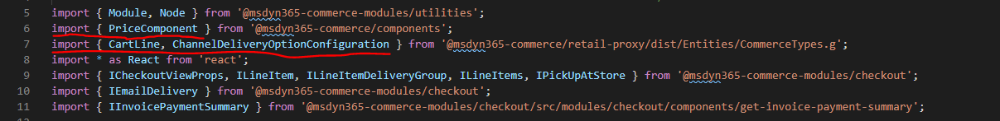 5 import { Module, Node } from '@msdyn365-commerce-modules/utilities';
6 import { PriceComponent } from '@msdyn365-commerce/components';
7 import { CartLine, ChannelDeliveryOptionConfiguration } from '@msdyn365-commerce/retail-proxy/dist/Entities/CommerceTypes.g';
8 import * as React from 'react';
9 import { ICheckoutViewProps, ILineItem, ILineItemDeliveryGroup, ILineItems, IPickUpAtStore } from '@msdyn365-commerce-modules/checkout';
10 import { IEmailDelivery } from '@msdyn365-commerce-modules/checkout';
11 import { IInvoicePaymentSummary } from '@msdyn365-commerce-modules/checkout/src/modules/checkout/components/get-invoice-payment-summary';